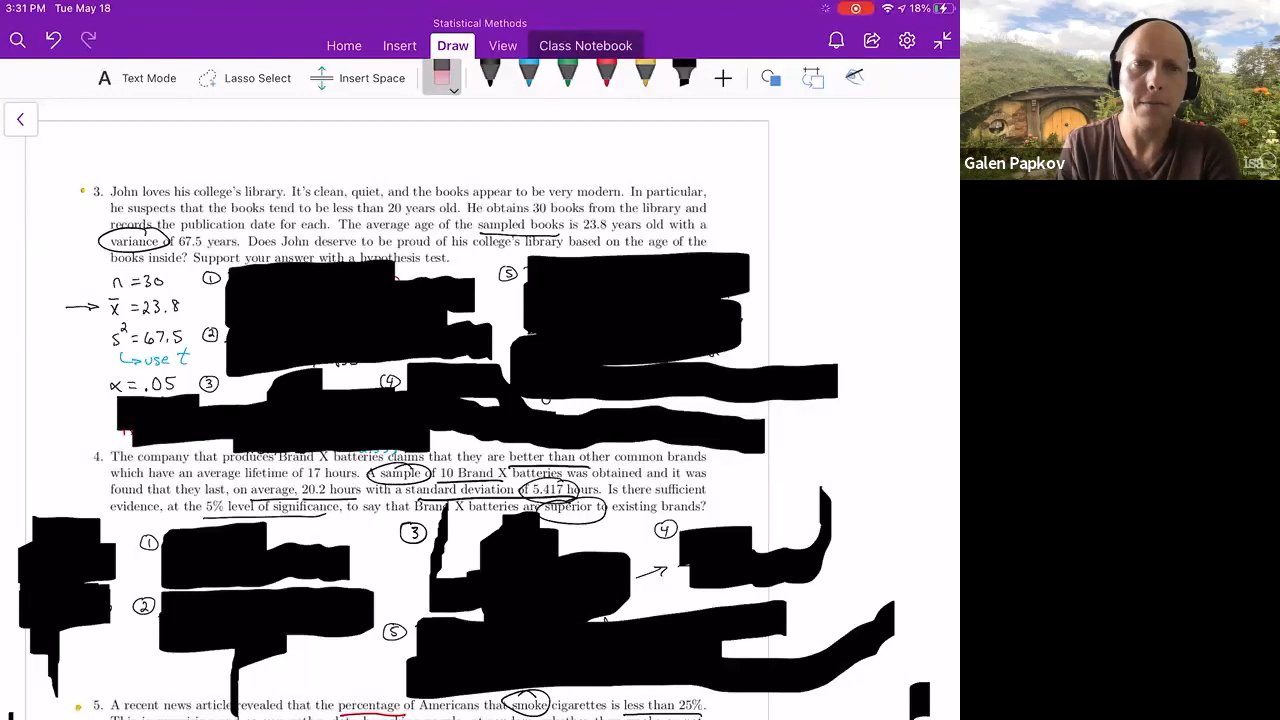 3:31 PM Tue May 18
18%
Statistical Methods
Home Insert Draw View Class Notebook
Text Mode Lasso Select Insert Space
Galen Papkov
3. John loves his college's library. It's clean, quiet, and the books appear to be very modern. In particular,
he suspects that the books tend to be less than 20 years old. He obtains 30 books from the library and
records the publication date for each. The average age of the sampled books is 23.8 years old with a
variance of 67.5 years. Does John deserve to be proud of his college's library based on the age of the
books inside? Support your answer with a hypothesis test.
n = 30 ① ⑤
→ x̄ = 23.8
s² = 67.5 ②
↳ use t
α = .05 ③ ④
4. The company that produces Brand X batteries claims that they are better than other common brands
which have an average lifetime of 17 hours. A sample of 10 Brand X batteries was obtained and it was
found that they last, on average, 20.2 hours with a standard deviation of 5.417 hours. Is there sufficient
evidence, at the 5% level of significance, to say that Brand X batteries are superior to existing brands?
① ③ ④
② ⑤
5. A recent news article revealed that the percentage of Americans that smoke cigarettes is less than 25%.